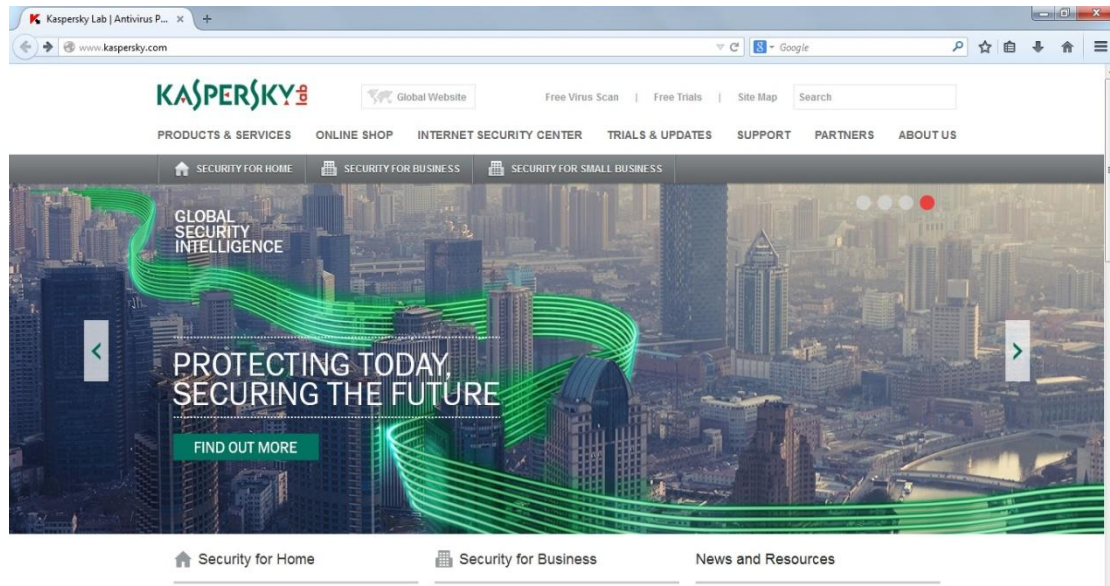 Kaspersky Lab | Antivirus P...
www.kaspersky.com
Google
KASPERSKY lab
Global Website
Free Virus Scan | Free Trials | Site Map
Search
PRODUCTS & SERVICES ONLINE SHOP INTERNET SECURITY CENTER TRIALS & UPDATES SUPPORT PARTNERS ABOUT US
SECURITY FOR HOME SECURITY FOR BUSINESS SECURITY FOR SMALL BUSINESS
GLOBAL
SECURITY
INTELLIGENCE
PROTECTING TODAY,
SECURING THE FUTURE
FIND OUT MORE
Security for Home Security for Business News and Resources